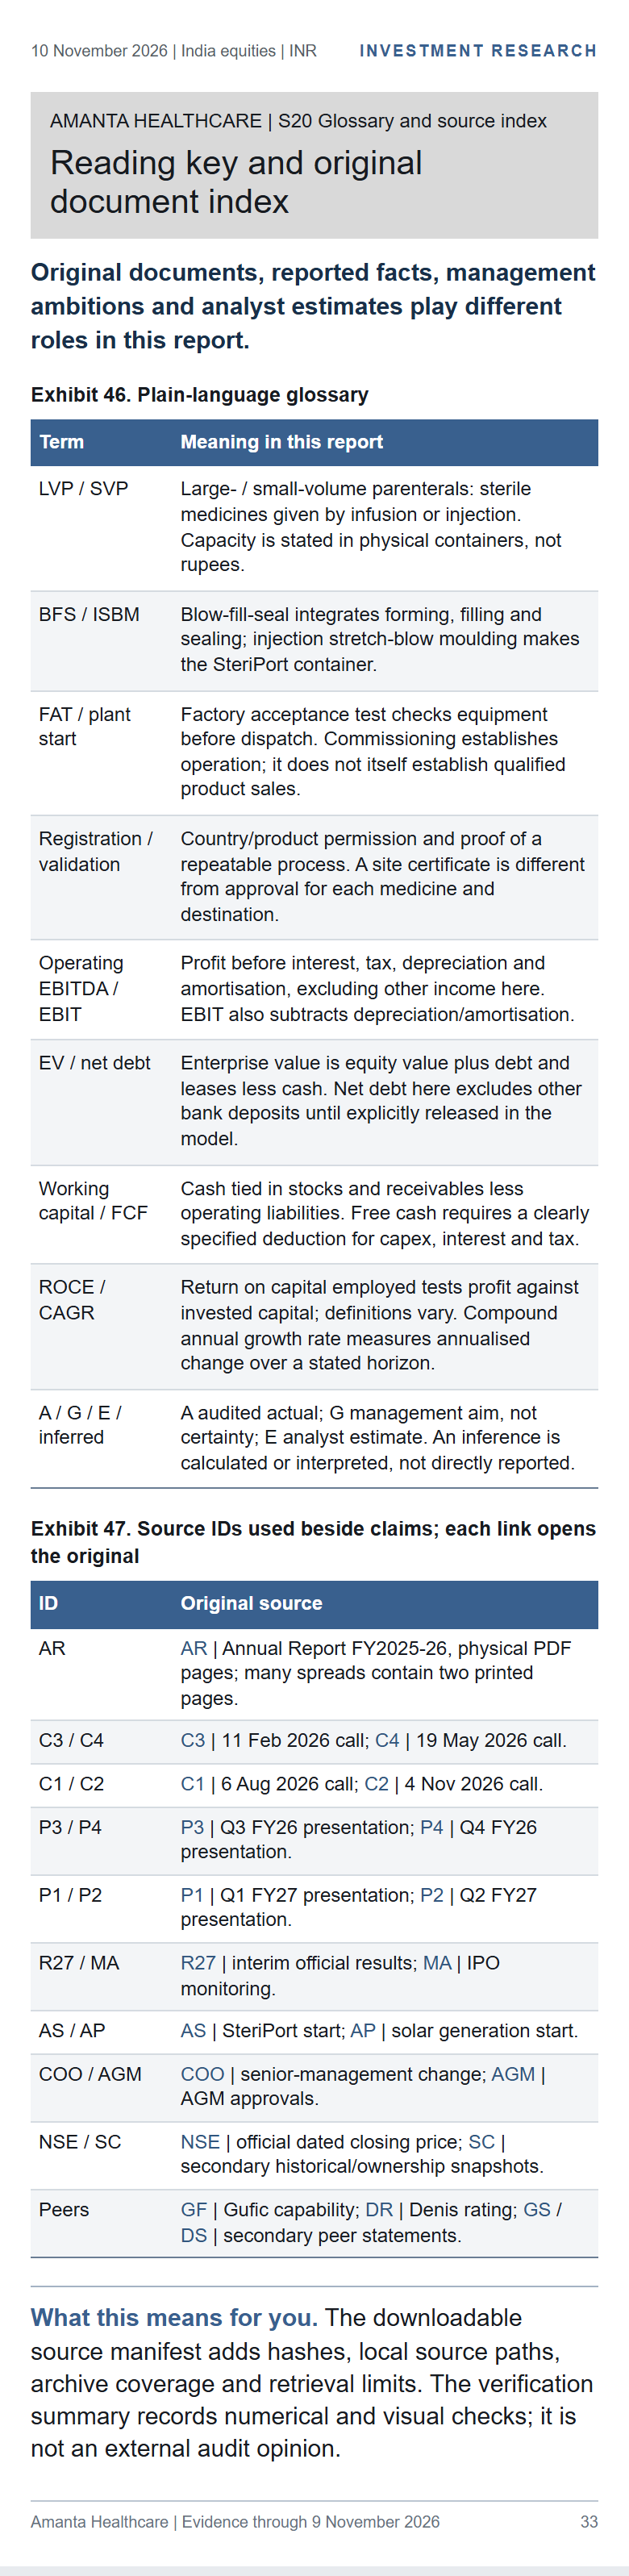 10 November 2026 | India equities | INR INVESTMENT RESEARCH
AMANTA HEALTHCARE | S20 Glossary and source index
Reading key and original
document index
Original documents, reported facts, management
ambitions and analyst estimates play different
roles in this report.
Exhibit 46. Plain-language glossary
Term Meaning in this report
LVP / SVP Large- / small-volume parenterals: sterile
medicines given by infusion or injection.
Capacity is stated in physical containers, not
rupees.
BFS / ISBM Blow-fill-seal integrates forming, filling and
sealing; injection stretch-blow moulding makes
the SteriPort container.
FAT / plant Factory acceptance test checks equipment
start before dispatch. Commissioning establishes
operation; it does not itself establish qualified
product sales.
Registration / Country/product permission and proof of a
validation repeatable process. A site certificate is different
from approval for each medicine and
destination.
Operating Profit before interest, tax, depreciation and
EBITDA / amortisation, excluding other income here.
EBIT EBIT also subtracts depreciation/amortisation.
EV / net debt Enterprise value is equity value plus debt and
leases less cash. Net debt here excludes other
bank deposits until explicitly released in the
model.
Working Cash tied in stocks and receivables less
capital / FCF operating liabilities. Free cash requires a clearly
specified deduction for capex, interest and tax.
ROCE / Return on capital employed tests profit against
CAGR invested capital; definitions vary. Compound
annual growth rate measures annualised
change over a stated horizon.
A / G / E / A audited actual; G management aim, not
inferred certainty; E analyst estimate. An inference is
calculated or interpreted, not directly reported.
Exhibit 47. Source IDs used beside claims; each link opens
the original
ID Original source
AR AR | Annual Report FY2025-26, physical PDF
pages; many spreads contain two printed
pages.
C3 / C4 C3 | 11 Feb 2026 call; C4 | 19 May 2026 call.
C1 / C2 C1 | 6 Aug 2026 call; C2 | 4 Nov 2026 call.
P3 / P4 P3 | Q3 FY26 presentation; P4 | Q4 FY26
presentation.
P1 / P2 P1 | Q1 FY27 presentation; P2 | Q2 FY27
presentation.
R27 / MA R27 | interim official results; MA | IPO
monitoring.
AS / AP AS | SteriPort start; AP | solar generation start.
COO / AGM COO | senior-management change; AGM |
AGM approvals.
NSE / SC NSE | official dated closing price; SC |
secondary historical/ownership snapshots.
Peers GF | Gufic capability; DR | Denis rating; GS /
DS | secondary peer statements.
What this means for you. The downloadable
source manifest adds hashes, local source paths,
archive coverage and retrieval limits. The verification
summary records numerical and visual checks; it is
not an external audit opinion.
Amanta Healthcare | Evidence through 9 November 2026 33